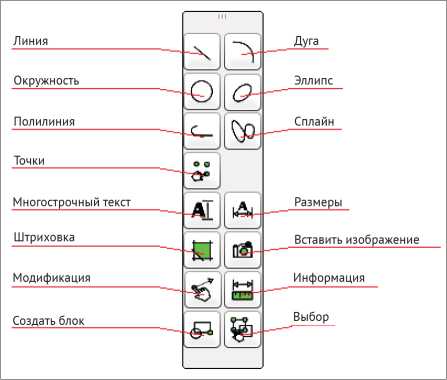 Линия Дуга
Окружность Эллипс
Полилиния Сплайн
Точки
Многострочный текст Размеры
Штриховка Вставить изображение
Модификация Информация
Создать блок Выбор